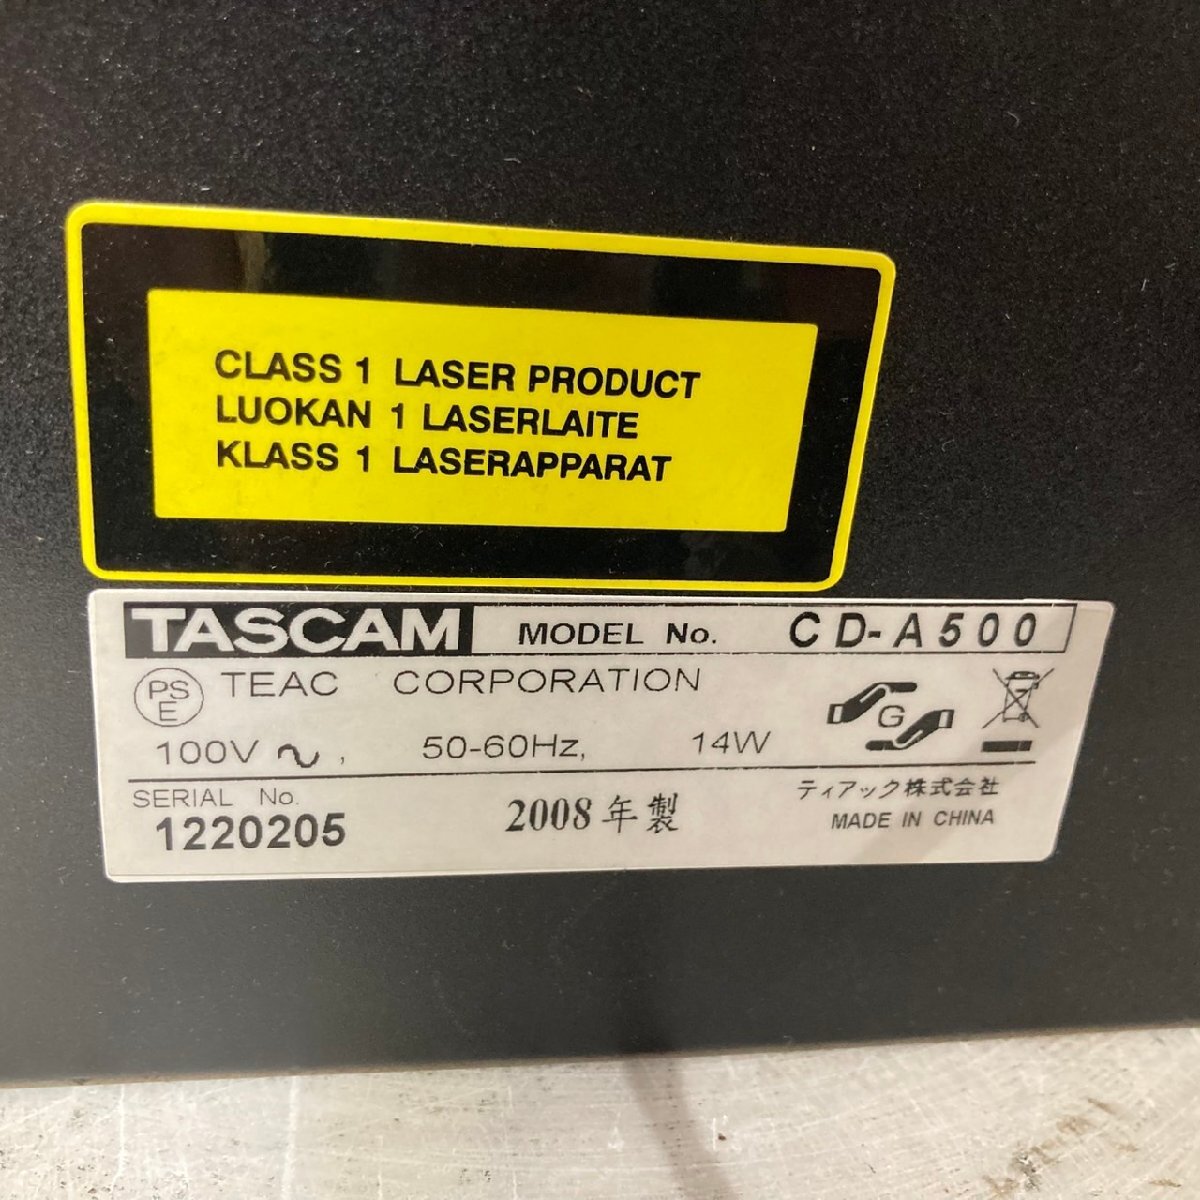 CLASS 1 LASER PRODUCT
LUOKAN 1 LASERLAITE
KLASS 1 LASERAPPARAT
TASCAM MODEL No. CD-A500
PSE TEAC CORPORATION
G
100V ∿, 50-60Hz, 14W
SERIAL No.
1220205
2008年製
ティアック株式会社
MADE IN CHINA